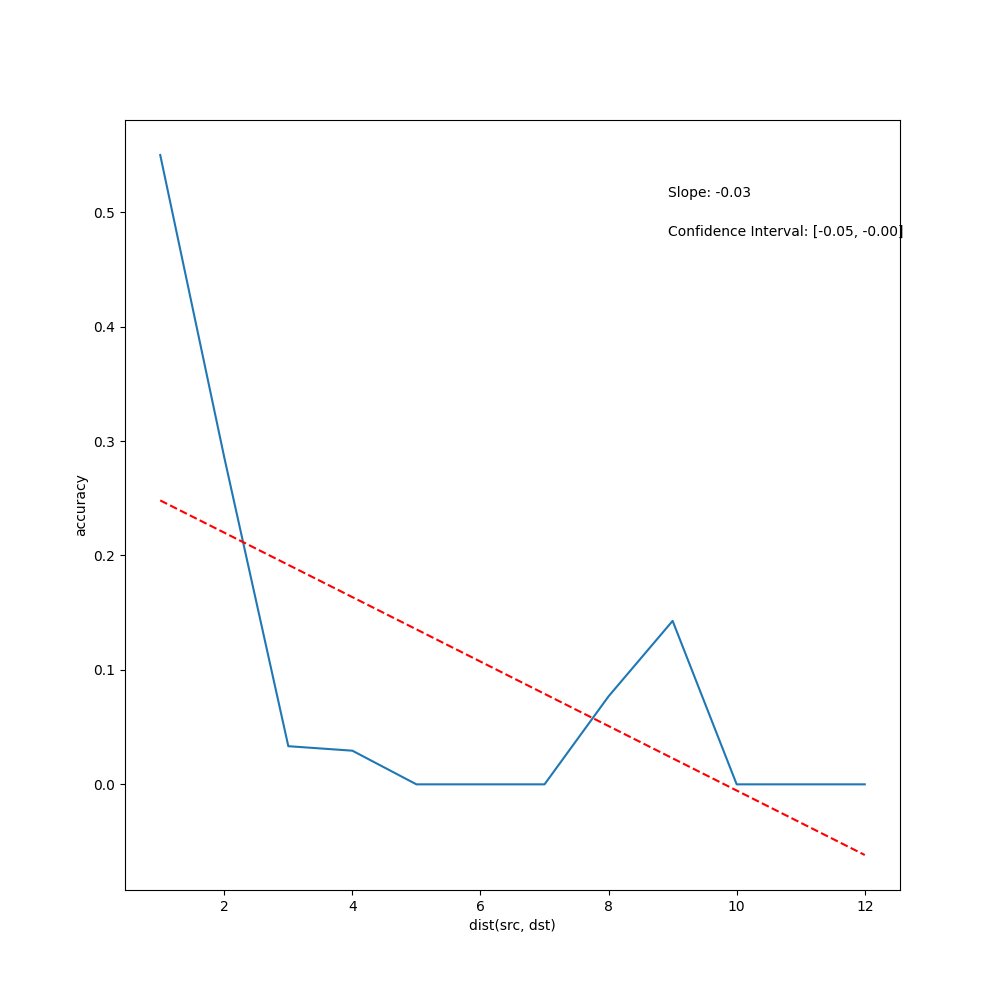 Slope: -0.03
Confidence Interval: [-0.05, -0.00]
0.5
0.4
0.3
0.2
0.1
0.0
accuracy
2 4 6 8 10 12
dist(src, dst)